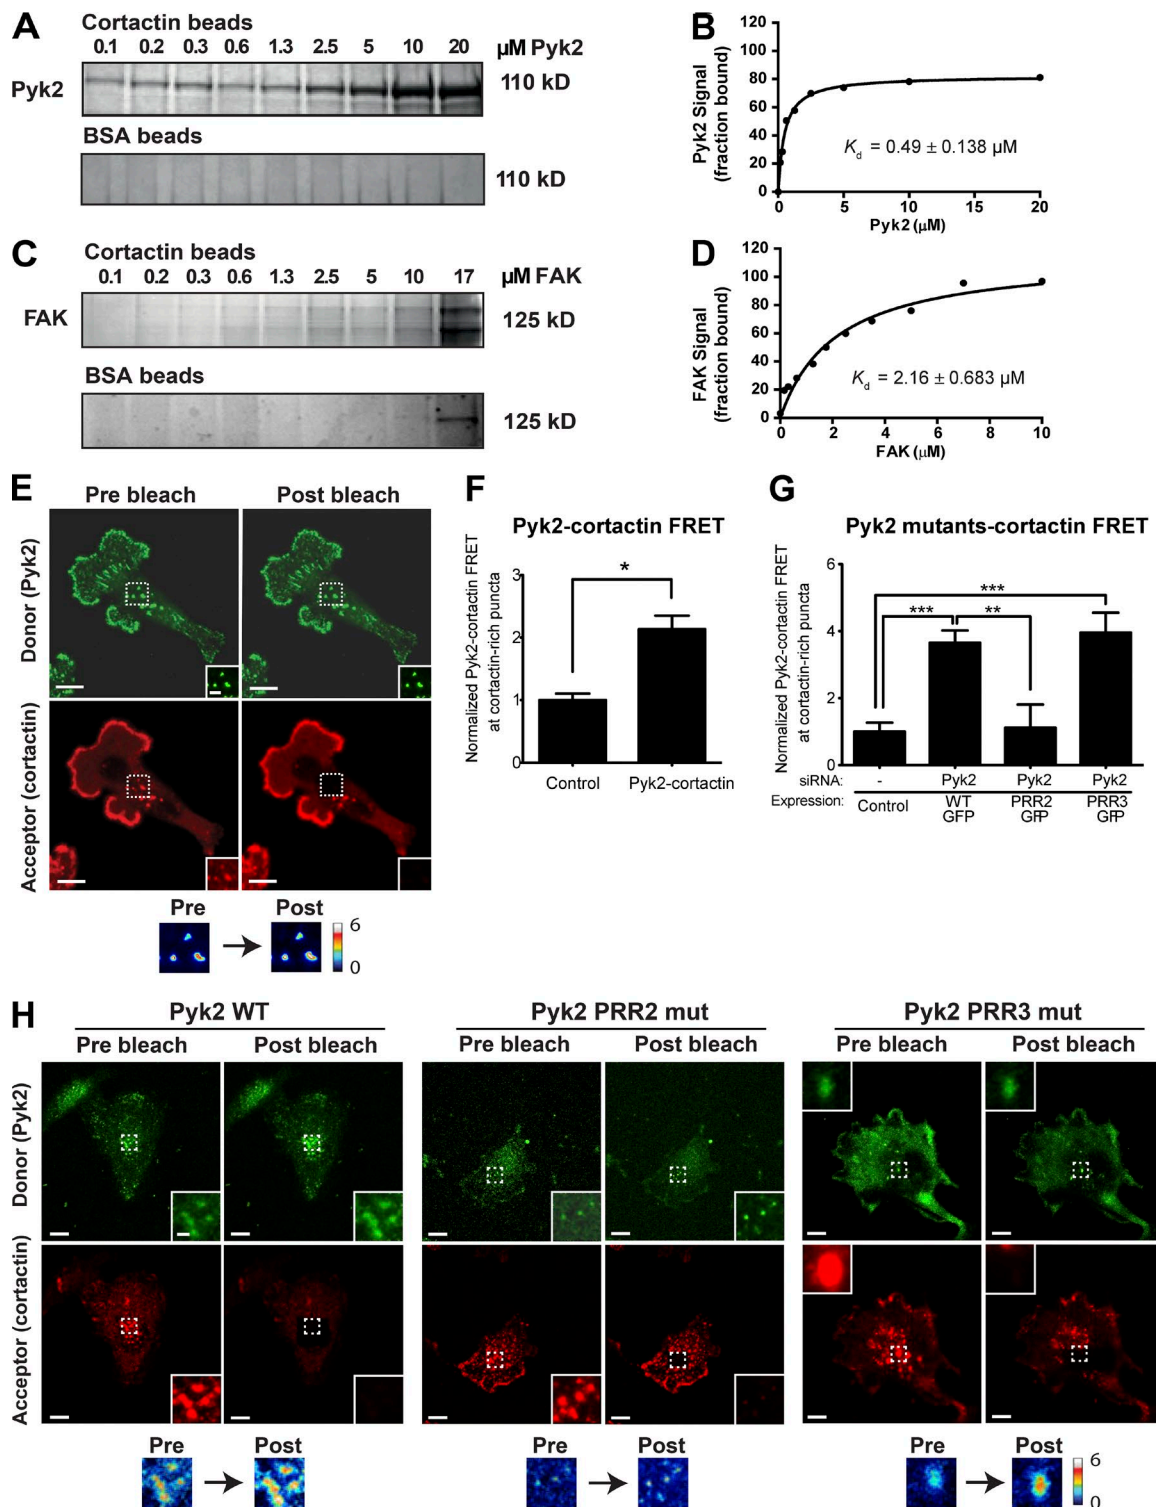 A
Cortactin beads
0.1 0.2 0.3 0.6 1.3 2.5 5 10 20 µM Pyk2
Pyk2
110 kD
BSA beads
110 kD
B
Pyk2 Signal
(fraction bound)
120
100
80
60
40
20
0
Kd = 0.49 ± 0.138 µM
0 5 10 15 20
Pyk2 (µM)
C
Cortactin beads
0.1 0.2 0.3 0.6 1.3 2.5 5 10 17 µM FAK
FAK
125 kD
BSA beads
125 kD
D
FAK Signal
(fraction bound)
120
100
80
60
40
20
0
Kd = 2.16 ± 0.683 µM
0 2 4 6 8 10
FAK (µM)
E
Pre bleach Post bleach
Donor (Pyk2)
Acceptor (cortactin)
Pre Post
6
0
F
Pyk2-cortactin FRET
Normalized Pyk2-cortactin FRET
at cortactin-rich puncta
3
2
1
0
*
Control Pyk2-cortactin
G
Pyk2 mutants-cortactin FRET
Normalized Pyk2-cortactin FRET
at cortactin-rich puncta
6
4
2
0
***
*** **
siRNA: - Pyk2 Pyk2 Pyk2
Expression: Control WT GFP PRR2 GFP PRR3 GFP
H
Pyk2 WT Pyk2 PRR2 mut Pyk2 PRR3 mut
Pre bleach Post bleach Pre bleach Post bleach Pre bleach Post bleach
Donor (Pyk2)
Acceptor (cortactin)
Pre Post Pre Post Pre Post
6
0